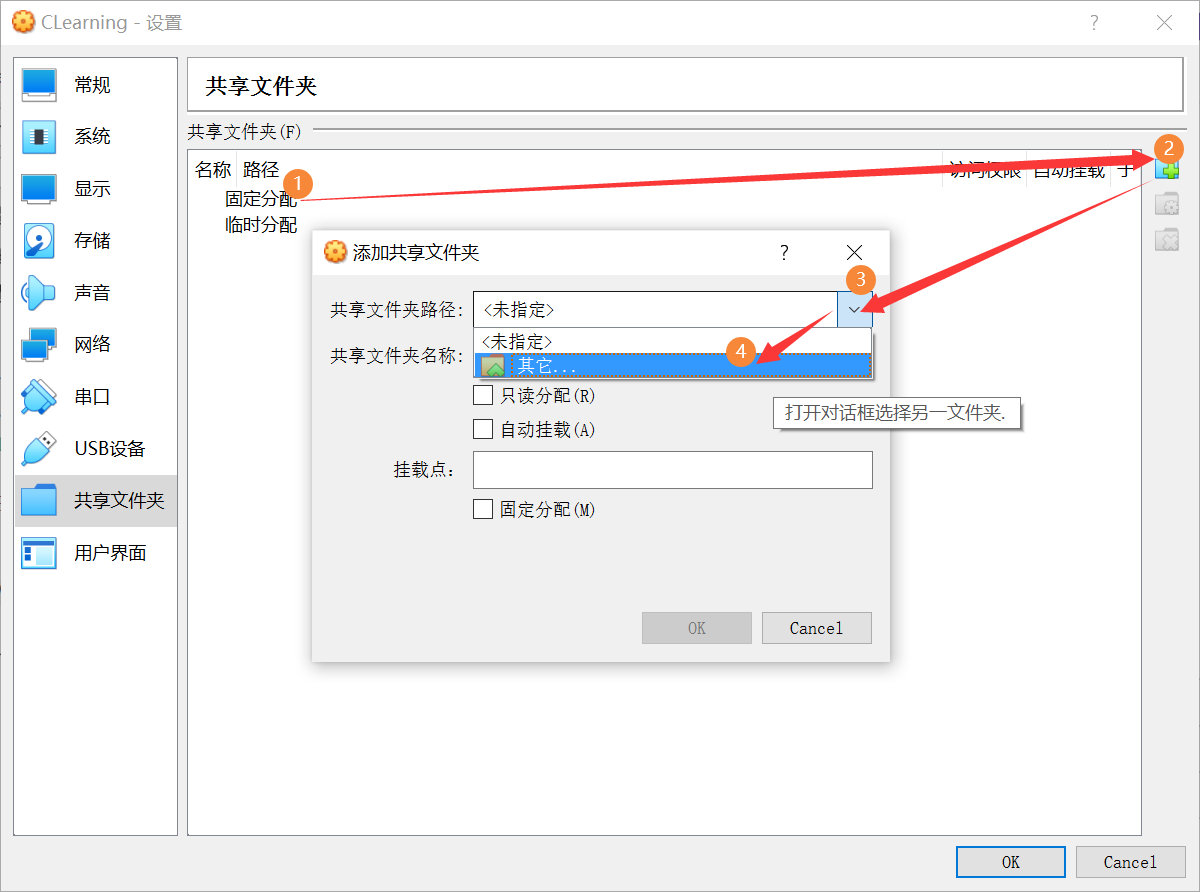 CLearning - 设置
常规
系统
显示
存储
声音
网络
串口
USB设备
共享文件夹
用户界面
共享文件夹
共享文件夹(F)
名称 路径 访问权限 自动挂载 于
固定分配
临时分配
1
2
添加共享文件夹
?
3
共享文件夹路径: <未指定>
<未指定>
共享文件夹名称:
其它...
4
只读分配(R)
打开对话框选择另一文件夹.
自动挂载(A)
挂载点:
固定分配(M)
OK Cancel
OK Cancel